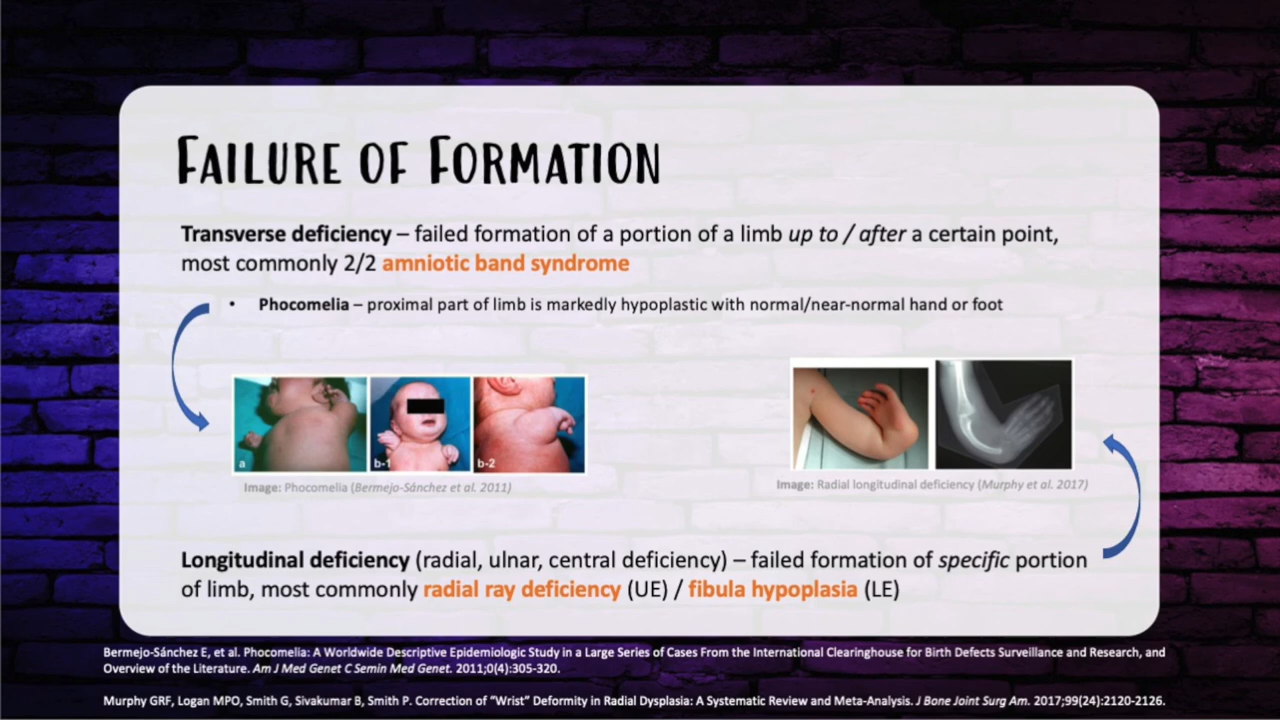 FAILURE OF FORMATION
Transverse deficiency – failed formation of a portion of a limb up to / after a certain point,
most commonly 2/2 amniotic band syndrome
• Phocomelia – proximal part of limb is markedly hypoplastic with normal/near-normal hand or foot
a
b-1
b-2
Image: Phocomelia (Bermejo-Sánchez et al. 2011)
Image: Radial longitudinal deficiency (Murphy et al. 2017)
Longitudinal deficiency (radial, ulnar, central deficiency) – failed formation of specific portion
of limb, most commonly radial ray deficiency (UE) / fibula hypoplasia (LE)
Bermejo-Sánchez E, et al. Phocomelia: A Worldwide Descriptive Epidemiologic Study in a Large Series of Cases From the International Clearinghouse for Birth Defects Surveillance and Research, and
Overview of the Literature. Am J Med Genet C Semin Med Genet. 2011;0(4):305-320.
Murphy GRF, Logan MPO, Smith G, Sivakumar B, Smith P. Correction of "Wrist" Deformity in Radial Dysplasia: A Systematic Review and Meta-Analysis. J Bone Joint Surg Am. 2017;99(24):2120-2126.